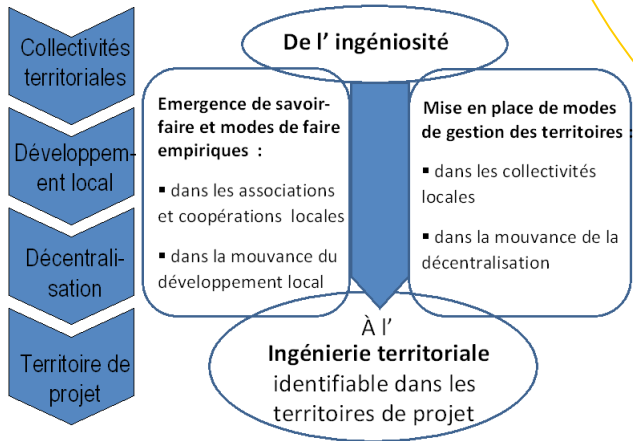 Collectivités
territoriales
Développem-
ent local
Décentrali-
sation
Territoire de
projet
De l’ ingéniosité
Emergence de savoir-
faire et modes de faire
empiriques :
▪ dans les associations
et coopérations locales
▪ dans la mouvance du
développement local
Mise en place de modes
de gestion des territoires :
▪ dans les collectivités
locales
▪ dans la mouvance de la
décentralisation
À l’
Ingénierie territoriale
identifiable dans les
territoires de projet